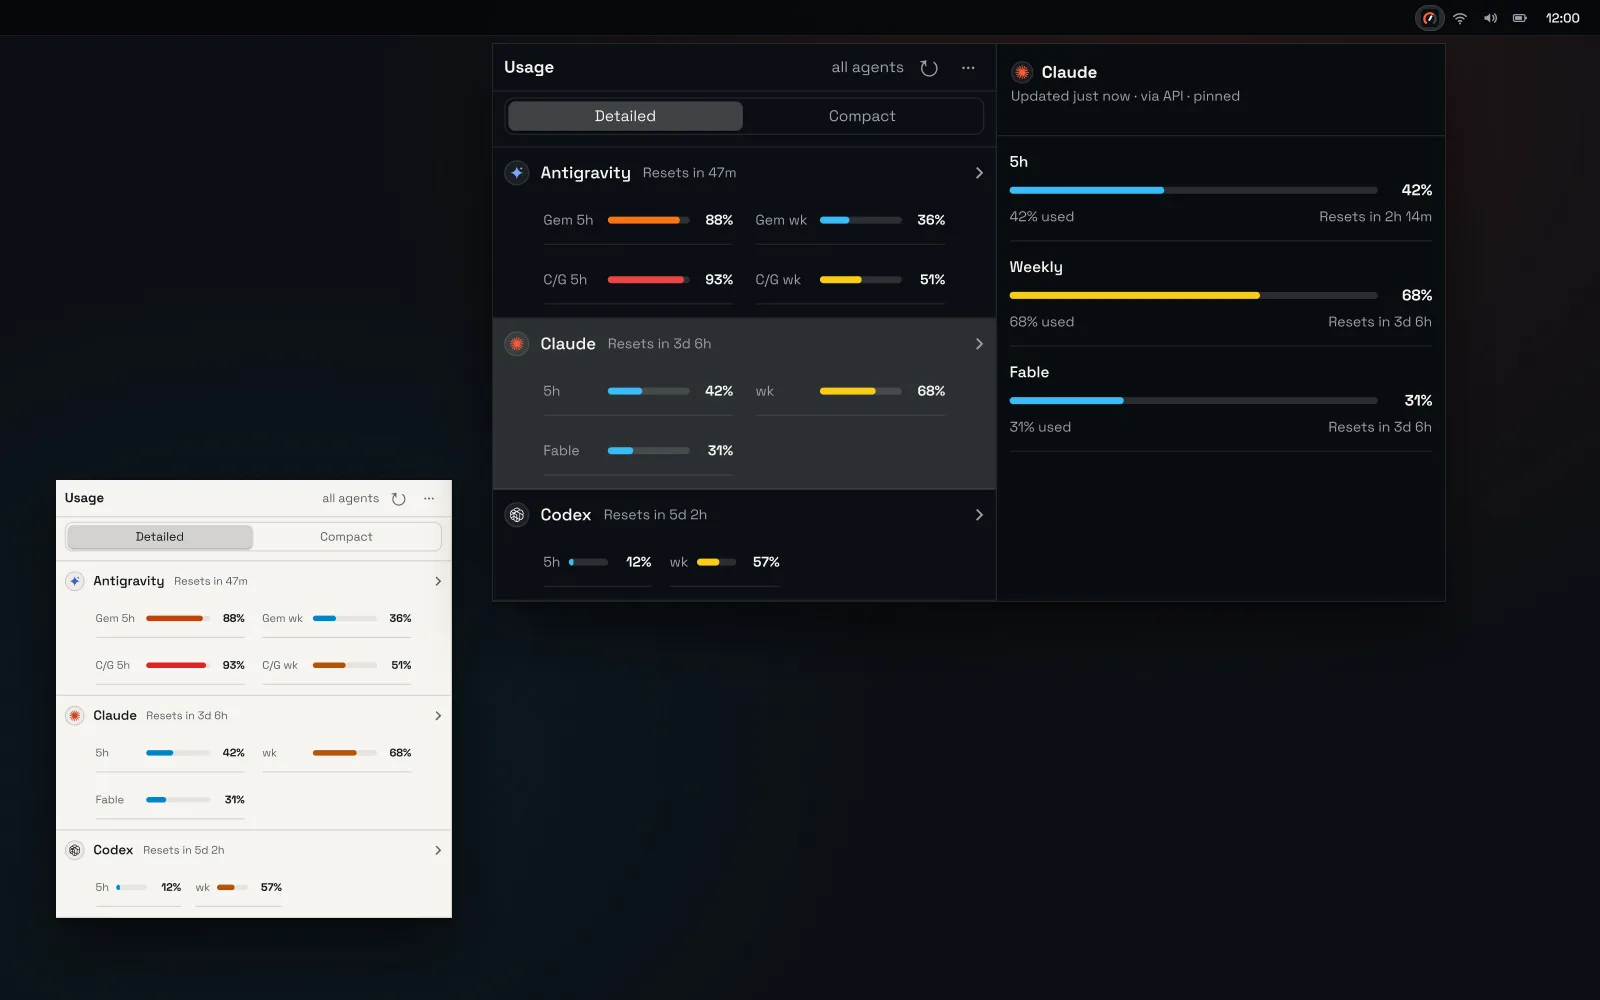 12:00
Usage
all agents
Detailed
Compact
Antigravity Resets in 47m
Gem 5h 88% Gem wk 36%
C/G 5h 93% C/G wk 51%
Claude Resets in 3d 6h
5h 42% wk 68%
Fable 31%
Codex Resets in 5d 2h
5h 12% wk 57%
Claude
Updated just now · via API · pinned
5h
42%
42% used Resets in 2h 14m
Weekly
68%
68% used Resets in 3d 6h
Fable
31%
31% used Resets in 3d 6h
Usage
all agents
Detailed
Compact
Antigravity Resets in 47m
Gem 5h 88% Gem wk 36%
C/G 5h 93% C/G wk 51%
Claude Resets in 3d 6h
5h 42% wk 68%
Fable 31%
Codex Resets in 5d 2h
5h 12% wk 57%